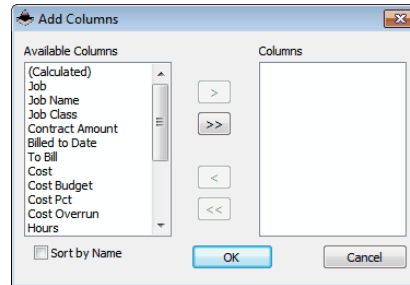 Add Columns
Available Columns
Columns
(Calculated)
Job
Job Name
Job Class
Contract Amount
Billed to Date
To Bill
Cost
Cost Budget
Cost Pct
Cost Overrun
Hours
>
>>
<
<<
Sort by Name
OK
Cancel